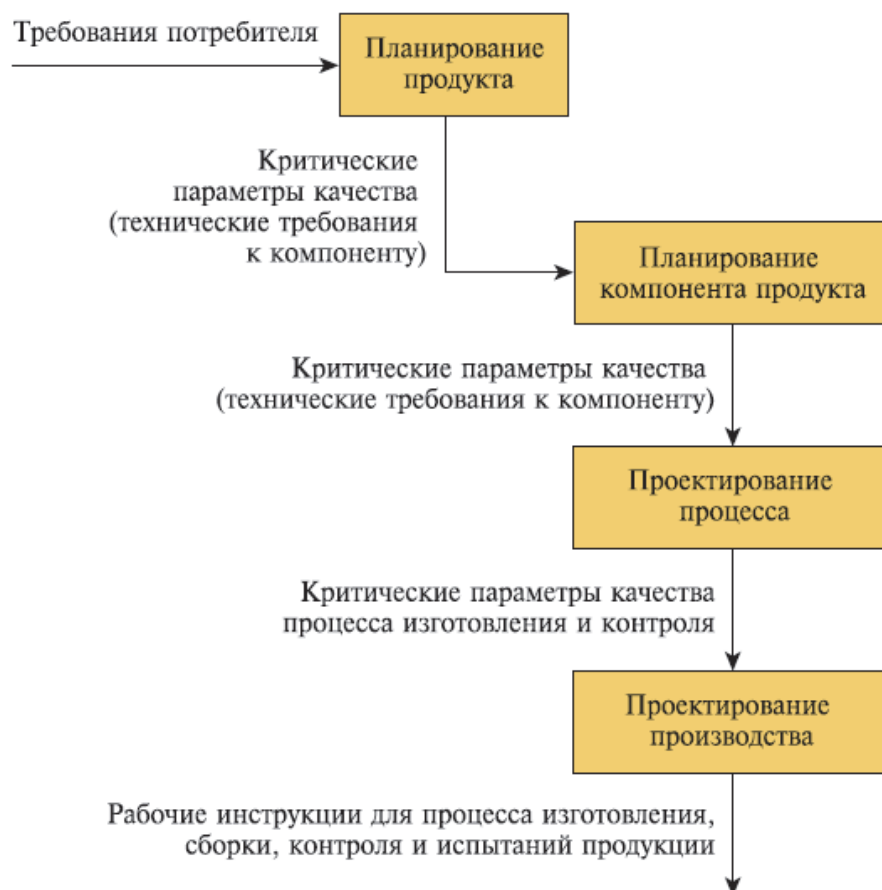 Требования потребителя
Планирование
продукта
Критические
параметры качества
(технические требования
к компоненту)
Планирование
компонента продукта
Критические параметры качества
(технические требования к компоненту)
Проектирование
процесса
Критические параметры качества
процесса изготовления и контроля
Проектирование
производства
Рабочие инструкции для процесса изготовления,
сборки, контроля и испытаний продукции